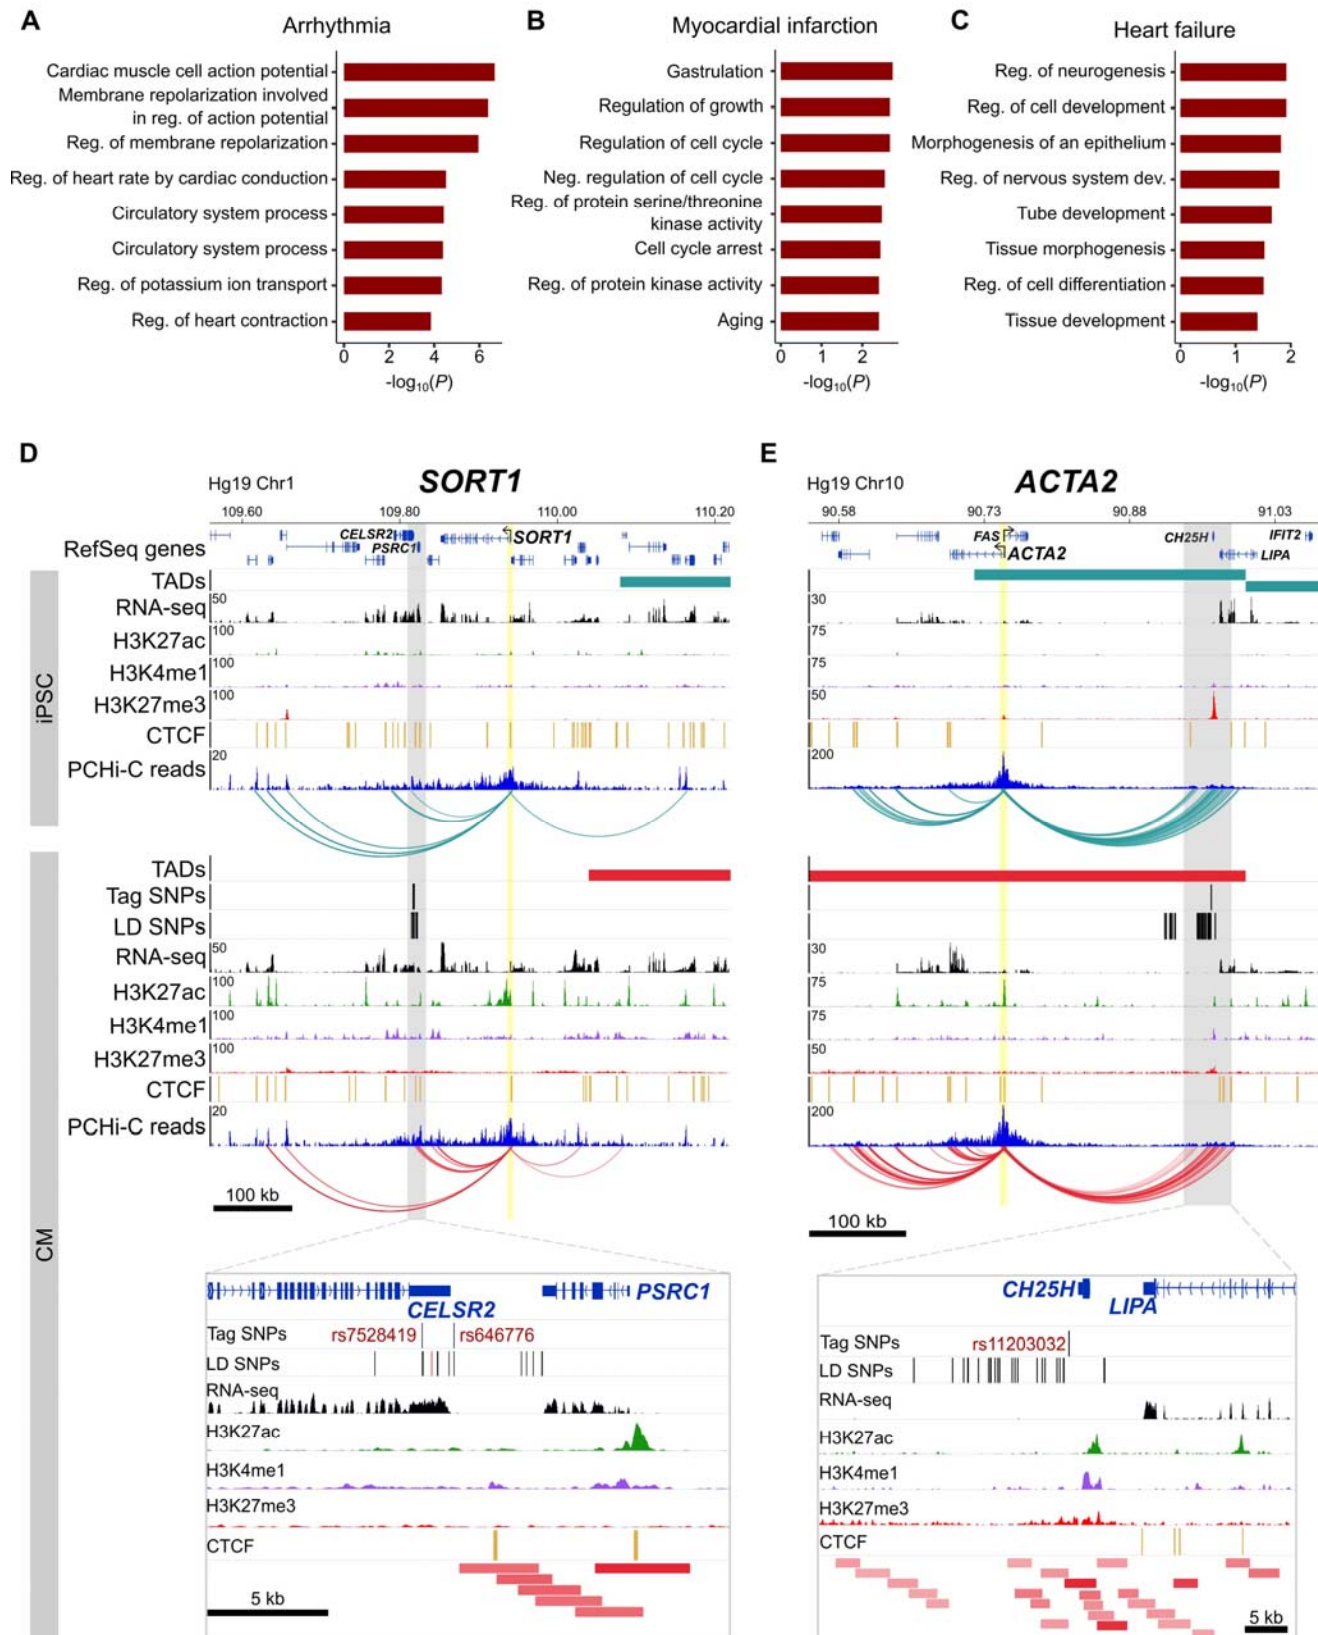 A
Arrhythmia
Cardiac muscle cell action potential
Membrane repolarization involved
in reg. of action potential
Reg. of membrane repolarization
Reg. of heart rate by cardiac conduction
Circulatory system process
Circulatory system process
Reg. of potassium ion transport
Reg. of heart contraction
0 2 4 6
-log10(P)
B
Myocardial infarction
Gastrulation
Regulation of growth
Regulation of cell cycle
Neg. regulation of cell cycle
Reg. of protein serine/threonine
kinase activity
Cell cycle arrest
Reg. of protein kinase activity
Aging
0 1 2
-log10(P)
C
Heart failure
Reg. of neurogenesis
Reg. of cell development
Morphogenesis of an epithelium
Reg. of nervous system dev.
Tube development
Tissue morphogenesis
Reg. of cell differentiation
Tissue development
0 1 2
-log10(P)
D
Hg19 Chr1
SORT1
109.60 109.80 110.00 110.20
RefSeq genes
CELSR2
PSRC1
SORT1
iPSC
TADs
RNA-seq
50
H3K27ac
100
H3K4me1
100
H3K27me3
100
CTCF
PCHi-C reads
20
CM
TADs
Tag SNPs
LD SNPs
RNA-seq
50
H3K27ac
100
H3K4me1
100
H3K27me3
100
CTCF
PCHi-C reads
20
100 kb
CELSR2
PSRC1
Tag SNPs
rs7528419
rs646776
LD SNPs
RNA-seq
H3K27ac
H3K4me1
H3K27me3
CTCF
5 kb
E
Hg19 Chr10
ACTA2
90.58 90.73 90.88 91.03
FAS
ACTA2
CH25H
LIPA
IFIT2
30
75
75
50
200
30
75
75
50
200
100 kb
CH25H
LIPA
Tag SNPs
rs11203032
LD SNPs
RNA-seq
H3K27ac
H3K4me1
H3K27me3
CTCF
5 kb